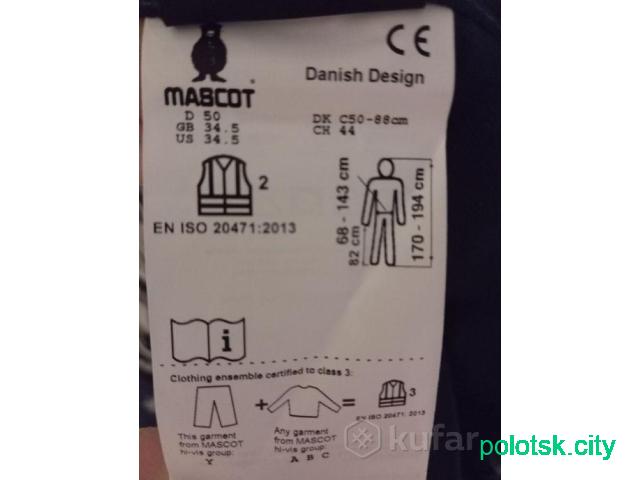 CE
MASCOT®
Danish Design
D 50
GB 34.5
US 34.5
DK C50-88cm
CH 44
2
EN ISO 20471:2013
68 - 143 cm
82 cm
170 - 194 cm
i
Clothing ensemble certified to class 3:
+
=
3
EN ISO 20471: 2013
This garment
from MASCOT
hi-vis group:
Y
Any garment
from MASCOT
hi-vis group:
A B C
kufar
polotsk.city